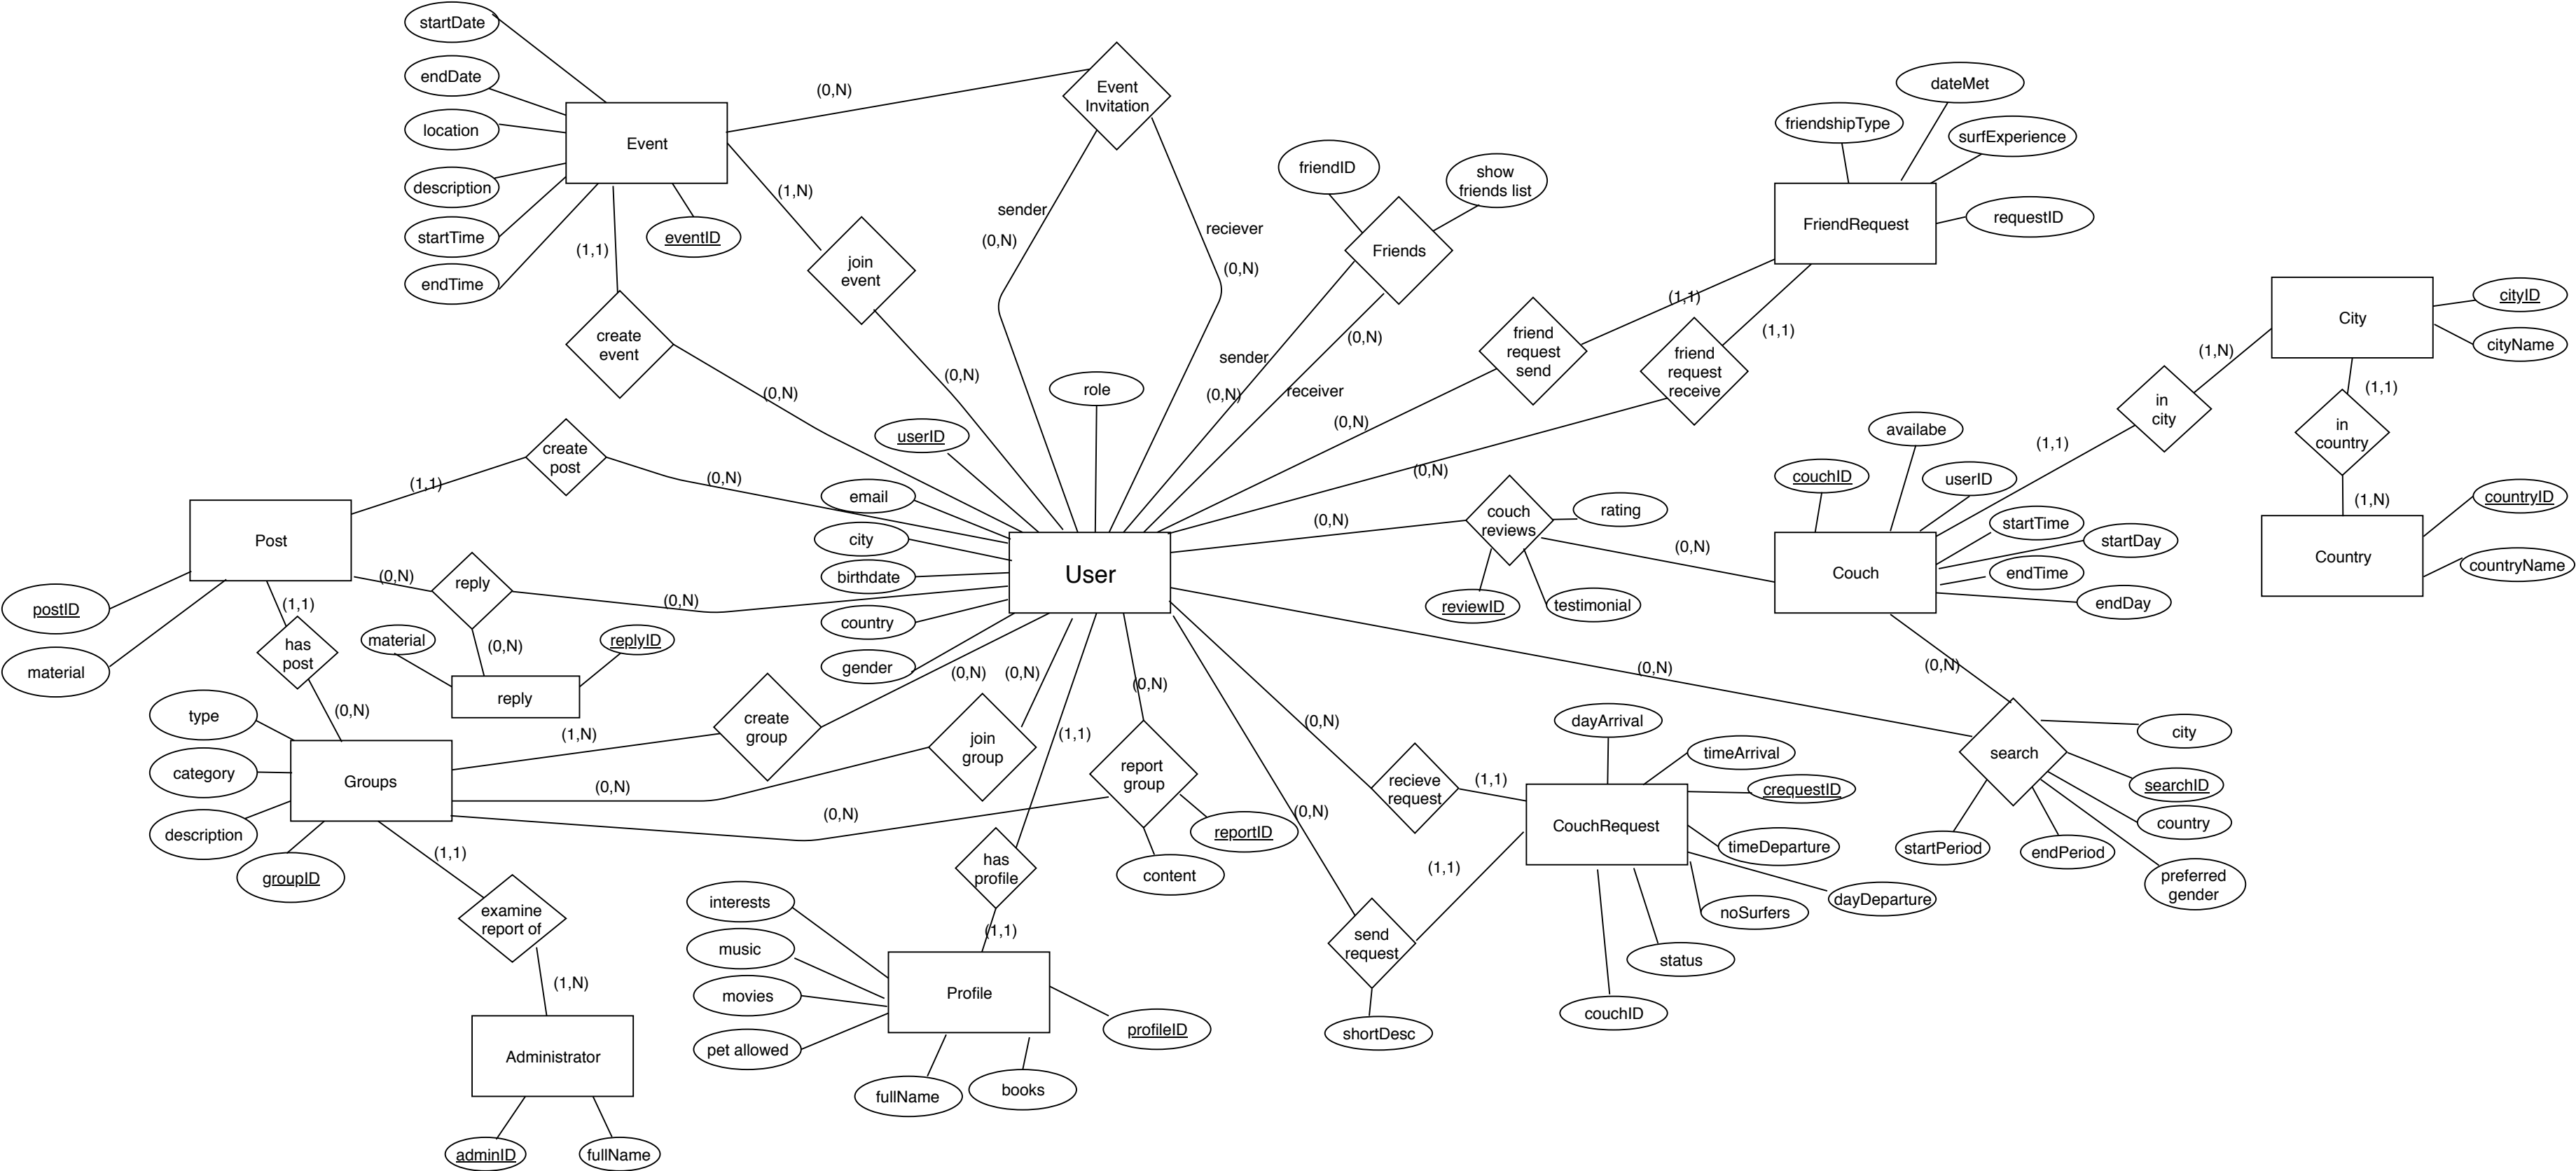 startDate
endDate
location
description
startTime
endTime
Event
eventID
(0,N)
Event
Invitation
(1,N)
(1,1)
join
event
create
event
(0,N)
(0,N)
sender
(0,N)
reciever
(0,N)
friendID
show
friends list
Friends
sender
(0,N)
(0,N)
receiver
friendshipType
dateMet
surfExperience
requestID
FriendRequest
(1,1)
(1,1)
friend
request
send
friend
request
receive
(0,N)
(0,N)
City
cityID
cityName
(1,N)
(1,1)
in
city
in
country
(1,1)
(1,N)
Country
countryID
countryName
role
userID
email
city
birthdate
country
gender
User
create
post
(1,1)
(0,N)
Post
postID
material
(0,N)
reply
(0,N)
(0,N)
material
replyID
reply
(1,1)
has
post
(0,N)
couch
reviews
(0,N)
rating
(0,N)
reviewID
testimonial
couchID
availabe
userID
startTime
startDay
endTime
endDay
Couch
type
category
description
groupID
Groups
(1,N)
create
group
(0,N)
(0,N)
join
group
(0,N)
(0,N)
report
group
(0,N)
reportID
content
(1,1)
has
profile
(1,1)
(1,1)
examine
report of
(1,N)
Administrator
adminID
fullName
interests
music
movies
pet allowed
fullName
books
profileID
Profile
(0,N)
recieve
request
(1,1)
(0,N)
send
request
(1,1)
shortDesc
dayArrival
timeArrival
crequestID
CouchRequest
timeDeparture
dayDeparture
noSurfers
status
couchID
(0,N)
(0,N)
search
city
searchID
country
preferred
gender
endPeriod
startPeriod